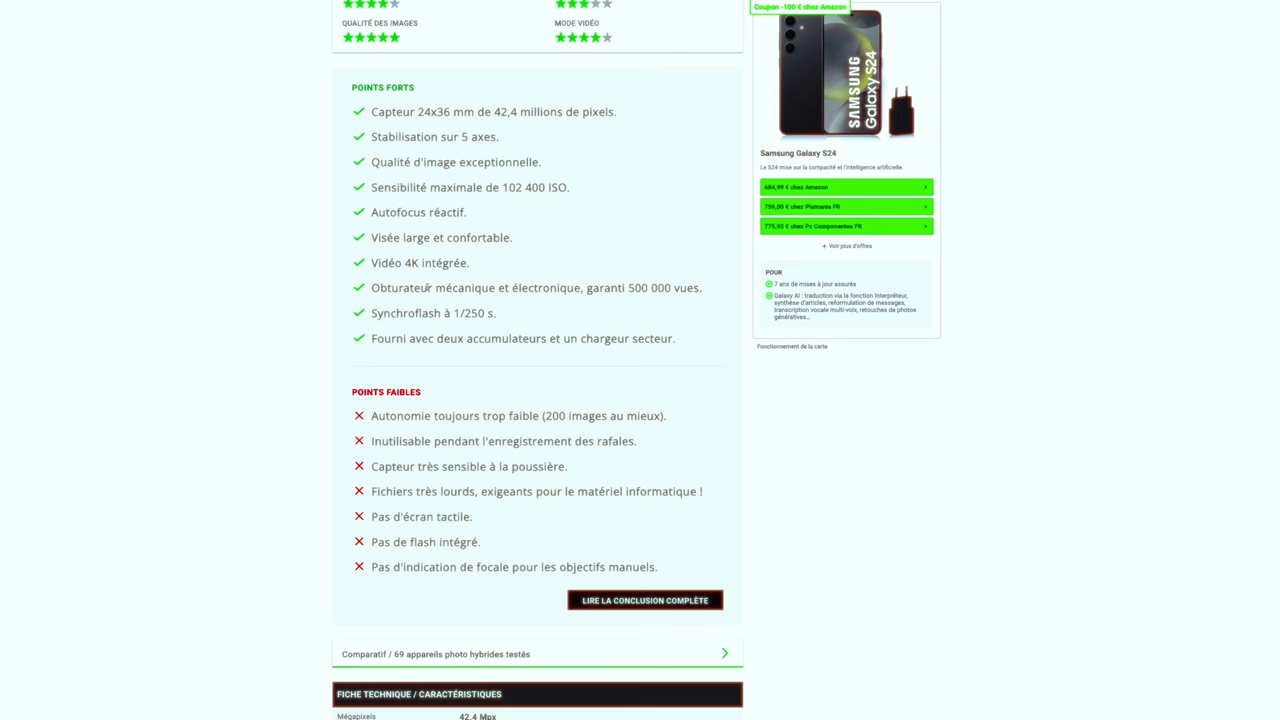 QUALITÉ DES IMAGES
MODE VIDÉO
POINTS FORTS
Capteur 24x36 mm de 42,4 millions de pixels.
Stabilisation sur 5 axes.
Qualité d'image exceptionnelle.
Sensibilité maximale de 102 400 ISO.
Autofocus réactif.
Visée large et confortable.
Vidéo 4K intégrée.
Obturateur mécanique et électronique, garanti 500 000 vues.
Synchroflash à 1/250 s.
Fourni avec deux accumulateurs et un chargeur secteur.
POINTS FAIBLES
Autonomie toujours trop faible (200 images au mieux).
Inutilisable pendant l'enregistrement des rafales.
Capteur très sensible à la poussière.
Fichiers très lourds, exigeants pour le matériel informatique !
Pas d'écran tactile.
Pas de flash intégré.
Pas d'indication de focale pour les objectifs manuels.
LIRE LA CONCLUSION COMPLÈTE
Comparatif / 69 appareils photo hybrides testés
FICHE TECHNIQUE / CARACTÉRISTIQUES
Mégapixels 42,4 Mpx
Coupon -100 € chez Amazon
SAMSUNG
Galaxy S24
Samsung Galaxy S24
Le S24 mise sur la compacité et l'intelligence artificielle.
684,99 € chez Amazon
759,00 € chez Pixmania FR
775,93 € chez Pc Componentes FR
+ Voir plus d'offres
POUR
7 ans de mises à jour assurés
Galaxy AI : traduction via la fonction Interpréteur,
synthèse d'articles, reformulation de messages,
transcription vocale multi-voix, retouches de photos
génératives...
Fonctionnement de la carte